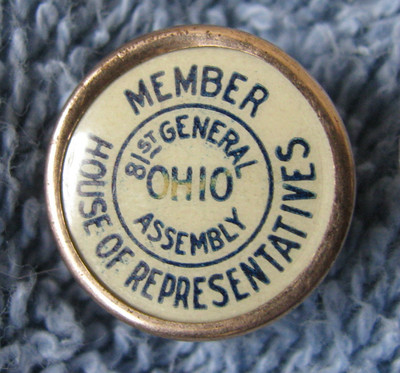 MEMBER
HOUSE OF REPRESENTATIVES
81ST GENERAL
OHIO
ASSEMBLY